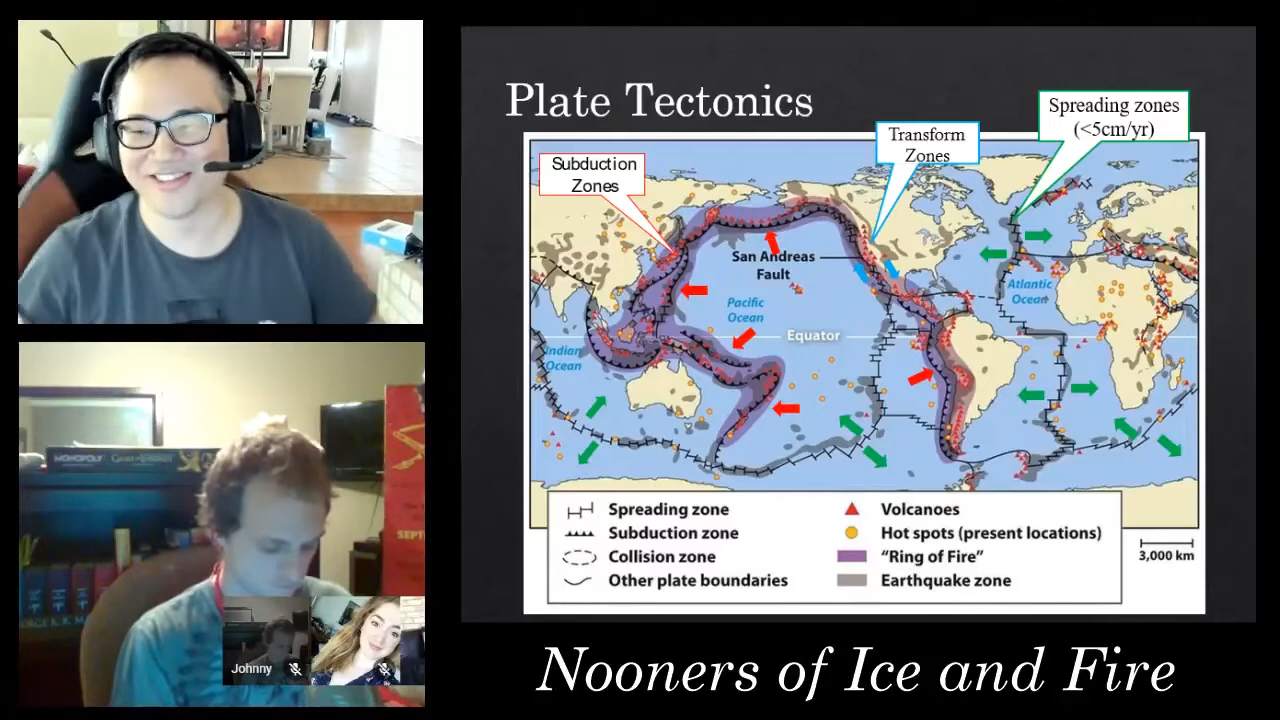 Plate Tectonics
Spreading zones
(<5cm/yr)
Transform
Zones
Subduction
Zones
San Andreas
Fault
Pacific
Ocean
Atlantic
Ocean
Equator
Indian
Ocean
Spreading zone
Subduction zone
Collision zone
Other plate boundaries
Volcanoes
Hot spots (present locations)
"Ring of Fire"
Earthquake zone
3,000 km
MONOPOLY
SEPT
Johnny
Nooners of Ice and Fire